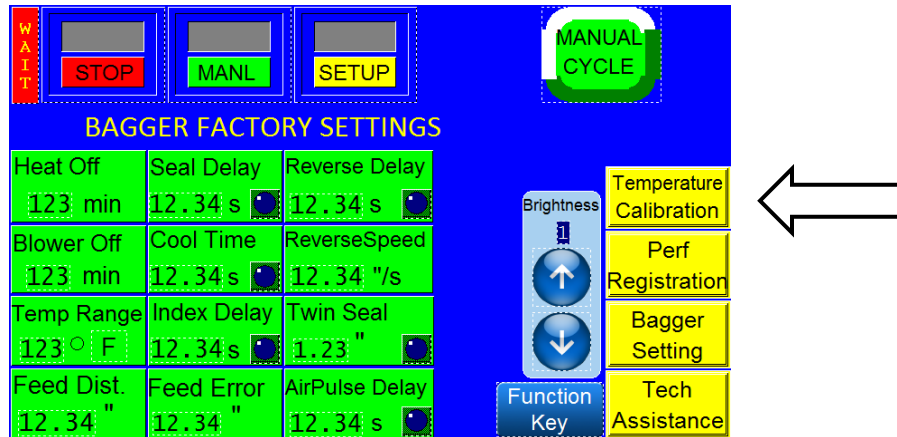 WAIT
STOP
MANL
SETUP
MANUAL
CYCLE
BAGGER FACTORY SETTINGS
Heat Off
123 min
Seal Delay
12.34 s
Reverse Delay
12.34 s
Blower Off
123 min
Cool Time
12.34 s
ReverseSpeed
12.34 "/s
Temp Range
123 ° F
Index Delay
12.34 s
Twin Seal
1.23 "
Feed Dist.
12.34 "
Feed Error
12.34 "
AirPulse Delay
12.34 s
Brightness
1
Function
Key
Temperature
Calibration
Perf
Registration
Bagger
Setting
Tech
Assistance